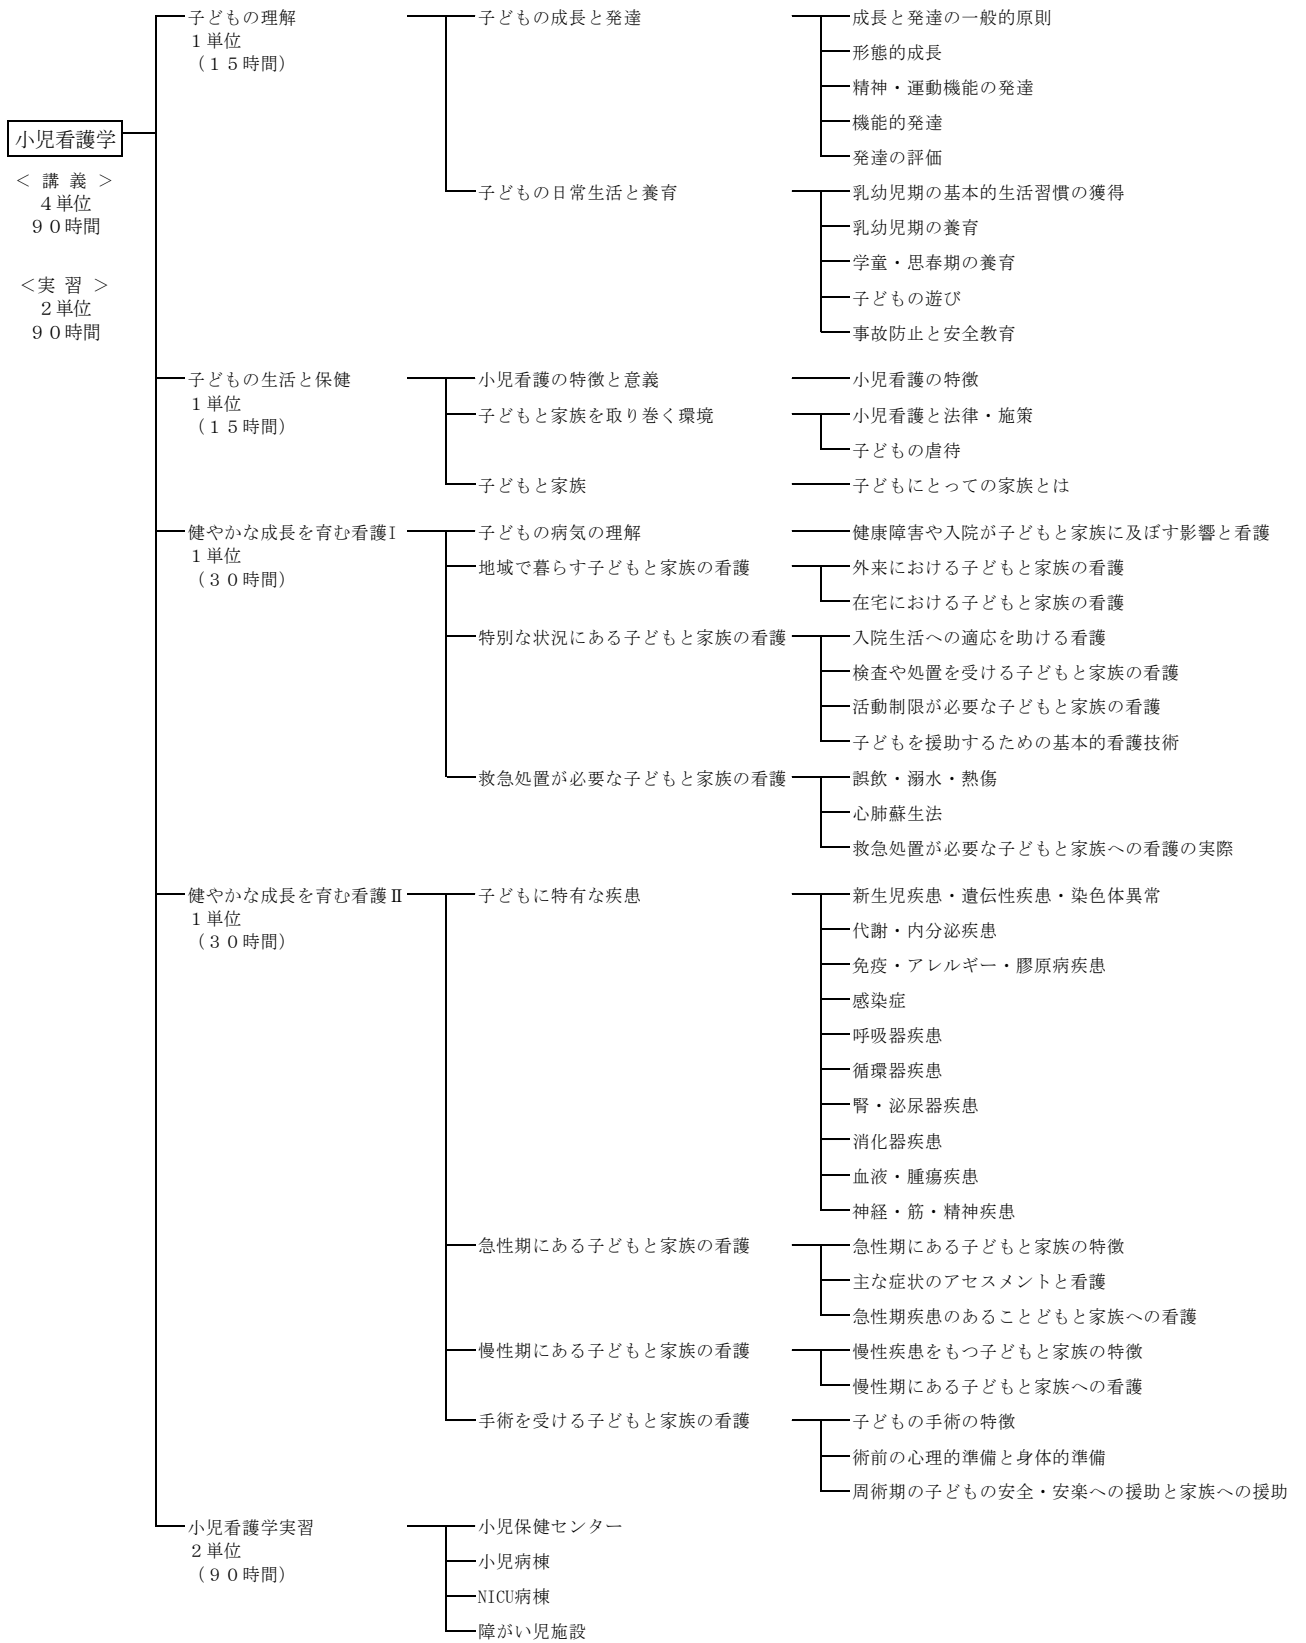 小児看護学
＜ 講 義 ＞
４単位
９０時間
＜実 習 ＞
２単位
９０時間
子どもの理解
１単位
（１５時間）
子どもの成長と発達
成長と発達の一般的原則
形態的成長
精神・運動機能の発達
機能的発達
発達の評価
子どもの日常生活と養育
乳幼児期の基本的生活習慣の獲得
乳幼児期の養育
学童・思春期の養育
子どもの遊び
事故防止と安全教育
子どもの生活と保健
１単位
（１５時間）
小児看護の特徴と意義
小児看護の特徴
子どもと家族を取り巻く環境
小児看護と法律・施策
子どもの虐待
子どもと家族
子どもにとっての家族とは
健やかな成長を育む看護Ⅰ
１単位
（３０時間）
子どもの病気の理解
健康障害や入院が子どもと家族に及ぼす影響と看護
地域で暮らす子どもと家族の看護
外来における子どもと家族の看護
在宅における子どもと家族の看護
特別な状況にある子どもと家族の看護
入院生活への適応を助ける看護
検査や処置を受ける子どもと家族の看護
活動制限が必要な子どもと家族の看護
子どもを援助するための基本的看護技術
救急処置が必要な子どもと家族の看護
誤飲・溺水・熱傷
心肺蘇生法
救急処置が必要な子どもと家族への看護の実際
健やかな成長を育む看護Ⅱ
１単位
（３０時間）
子どもに特有な疾患
新生児疾患・遺伝性疾患・染色体異常
代謝・内分泌疾患
免疫・アレルギー・膠原病疾患
感染症
呼吸器疾患
循環器疾患
腎・泌尿器疾患
消化器疾患
血液・腫瘍疾患
神経・筋・精神疾患
急性期にある子どもと家族の看護
急性期にある子どもと家族の特徴
主な症状のアセスメントと看護
急性期疾患のあることどもと家族への看護
慢性期にある子どもと家族の看護
慢性疾患をもつ子どもと家族の特徴
慢性期にある子どもと家族への看護
手術を受ける子どもと家族の看護
子どもの手術の特徴
術前の心理的準備と身体的準備
周術期の子どもの安全・安楽への援助と家族への援助
小児看護学実習
２単位
（９０時間）
小児保健センター
小児病棟
NICU病棟
障がい児施設